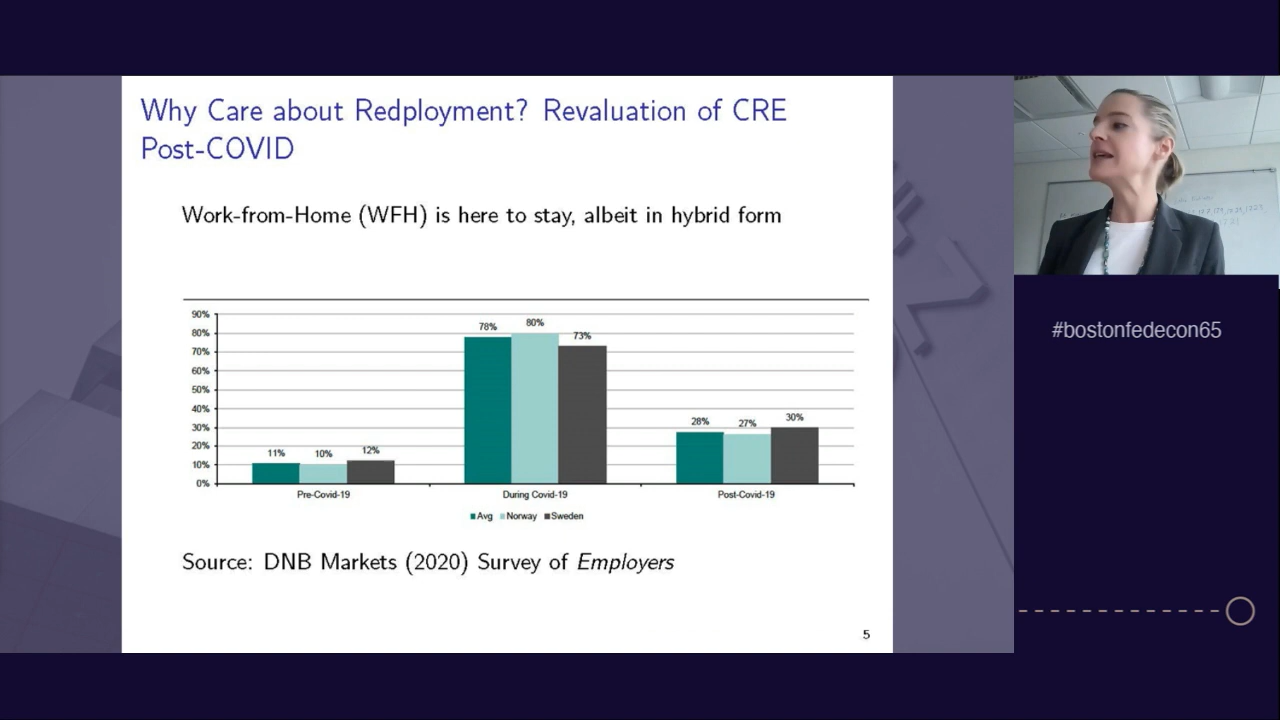 Why Care about Redployment? Revaluation of CRE
Post-COVID
Work-from-Home (WFH) is here to stay, albeit in hybrid form
90%
80%
70%
60%
50%
40%
30%
20%
10%
0%
11%
10%
12%
78%
80%
73%
28%
27%
30%
Pre-Covid-19
During Covid-19
Post-Covid-19
Avg Norway Sweden
Source: DNB Markets (2020) Survey of Employers
5
#bostonfedecon65